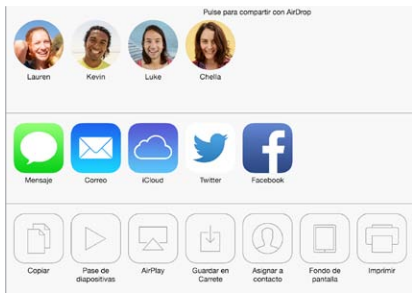 Pulse para compartir con AirDrop
Lauren Kevin Luke Chella
Mensaje Correo iCloud Twitter Facebook
Copiar Pase de diapositivas AirPlay Guardar en Carrete Asignar a contacto Fondo de pantalla Imprimir